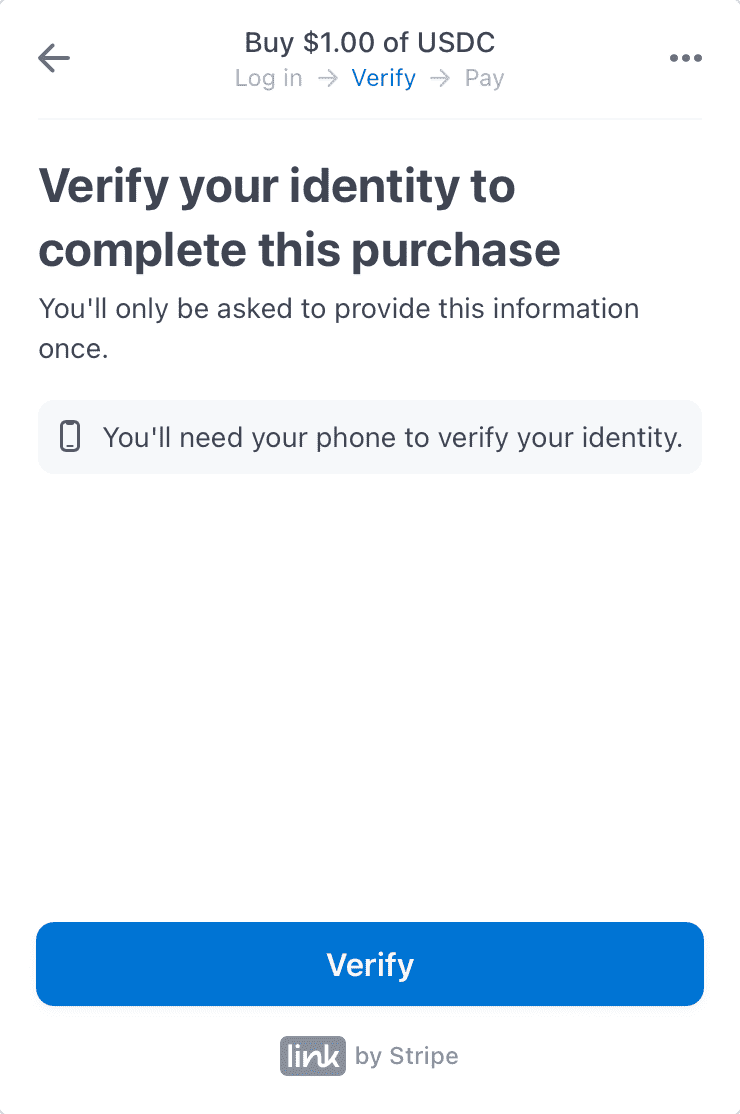 Buy $1.00 of USDC
Log in → Verify → Pay
Verify your identity to
complete this purchase
You'll only be asked to provide this information
once.
You'll need your phone to verify your identity.
Verify
link by Stripe